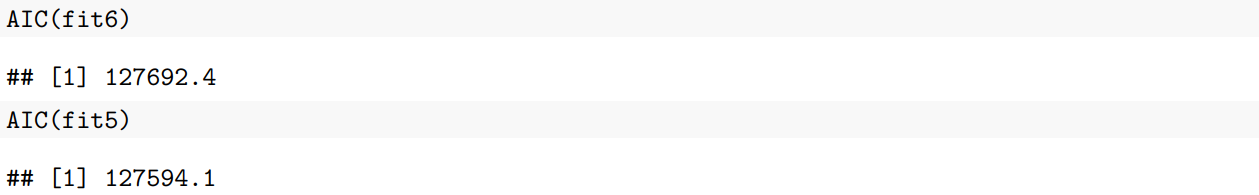 AIC(fit6)
## [1] 127692.4
AIC(fit5)
## [1] 127594.1